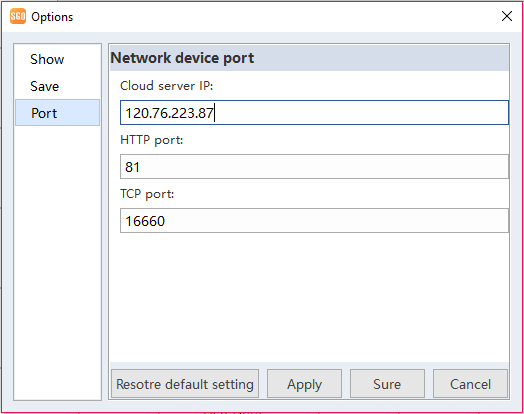 SGO Options
Show
Save
Port
Network device port
Cloud server IP:
120.76.223.87
HTTP port:
81
TCP port:
16660
Resotre default setting
Apply
Sure
Cancel